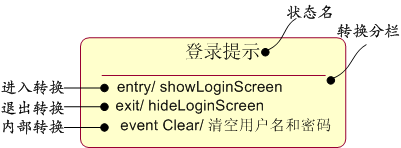 状态名
转换分栏
登录提示
进入转换 entry/ showLoginScreen
退出转换 exit/ hideLoginScreen
内部转换 event Clear/ 清空用户名和密码